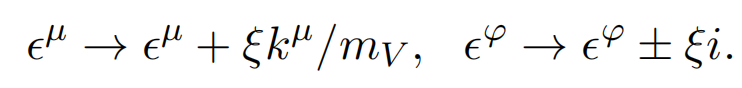 ϵ^μ → ϵ^μ + ξk^μ/m_V, ϵ^φ → ϵ^φ ± ξi.